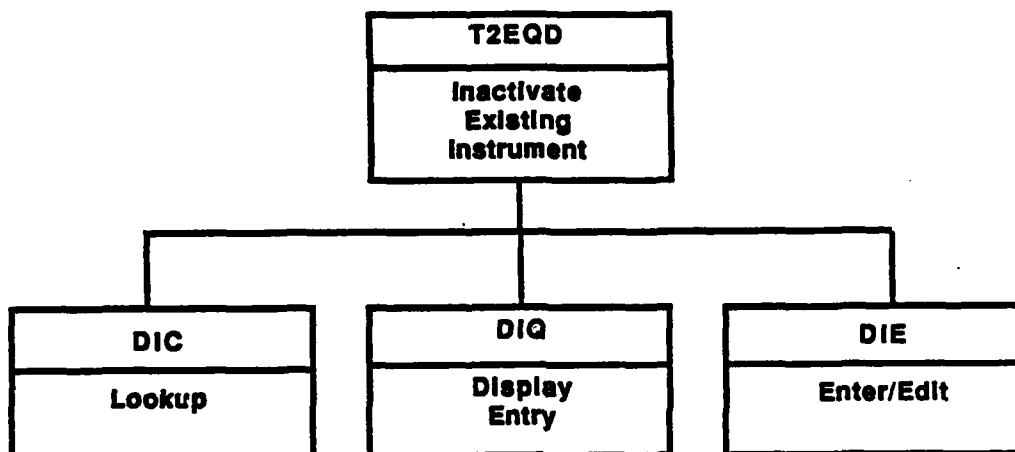 T2EQD
Inactivate
Existing
Instrument
DIC
Lookup
DIQ
Display
Entry
DIE
Enter/Edit